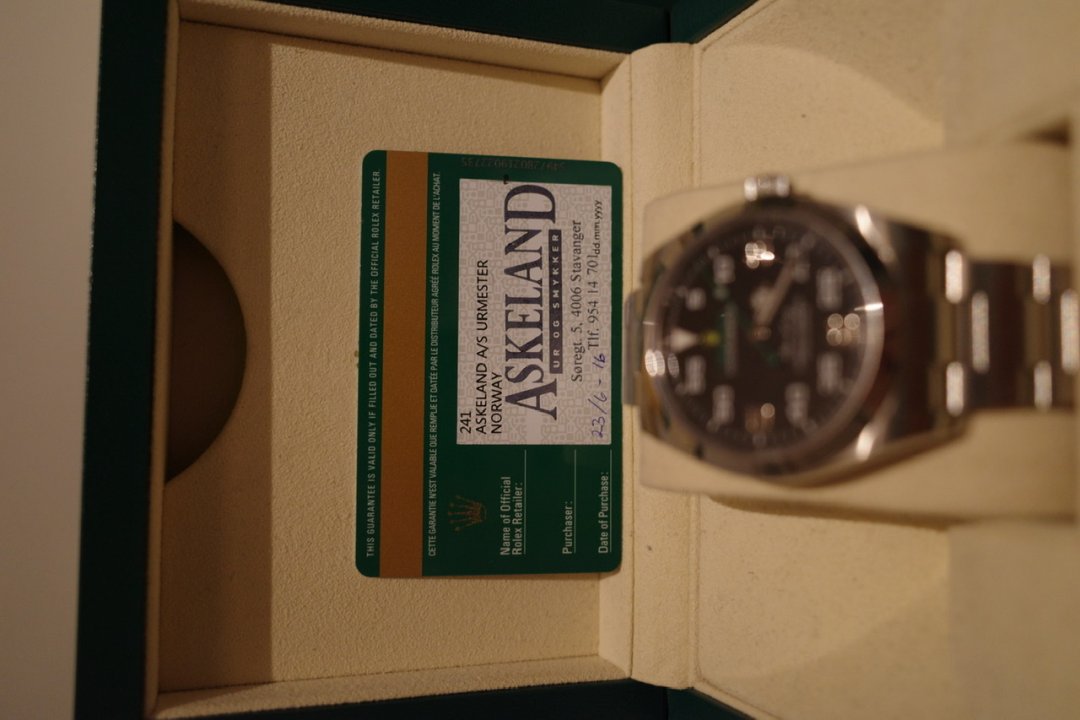 THIS GUARANTEE IS VALID ONLY IF FILLED OUT AND DATED BY THE OFFICIAL ROLEX RETAILER.
CETTE GARANTIE N'EST VALABLE QUE REMPLIE ET DATÉE PAR LE DISTRIBUTEUR AGRÉÉ ROLEX AU MOMENT DE L'ACHAT.
241
ASKELAND A/S URMESTER
NORWAY
ASKELAND™
UR OG SMYKKER
Søregt. 5, 4006 Stavanger
Tlf. 954 14 701
dd.mm.yyyy
23/6-16
Name of Official
Rolex Retailer:
Purchaser:
Date of Purchase: